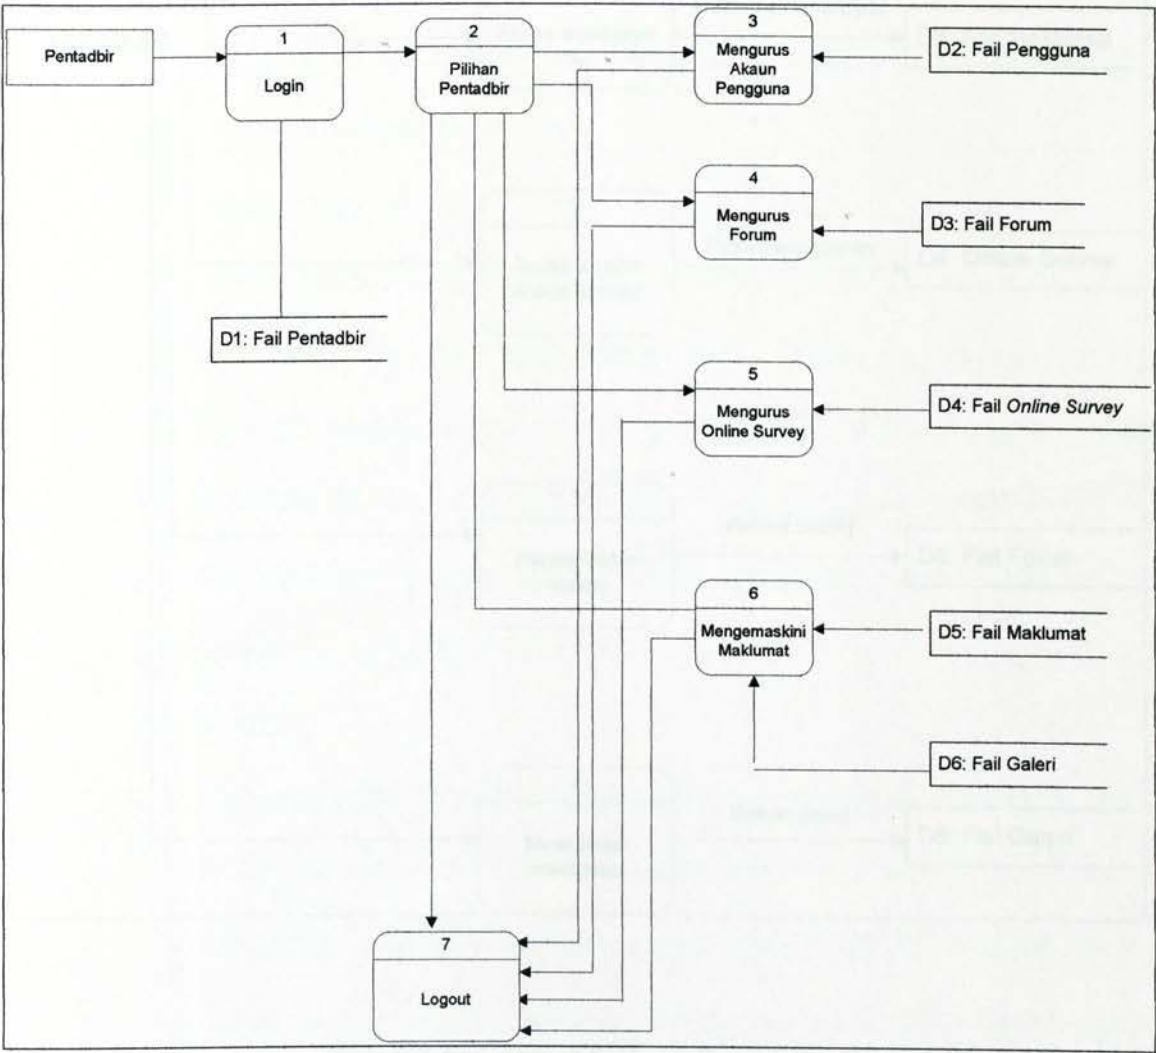 Pentadbir
1
Login
2
Pilihan
Pentadbir
3
Mengurus
Akaun
Pengguna
D2: Fail Pengguna
4
Mengurus
Forum
D3: Fail Forum
D1: Fail Pentadbir
5
Mengurus
Online Survey
D4: Fail Online Survey
6
Mengemaskini
Maklumat
D5: Fail Maklumat
D6: Fail Galeri
7
Logout